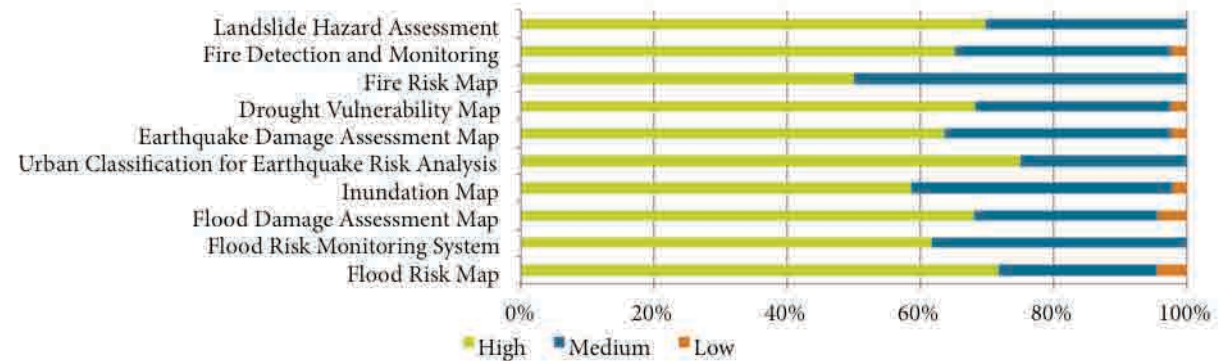 Landslide Hazard Assessment
Fire Detection and Monitoring
Fire Risk Map
Drought Vulnerability Map
Earthquake Damage Assessment Map
Urban Classification for Earthquake Risk Analysis
Inundation Map
Flood Damage Assessment Map
Flood Risk Monitoring System
Flood Risk Map
0% 20% 40% 60% 80% 100%
High Medium Low